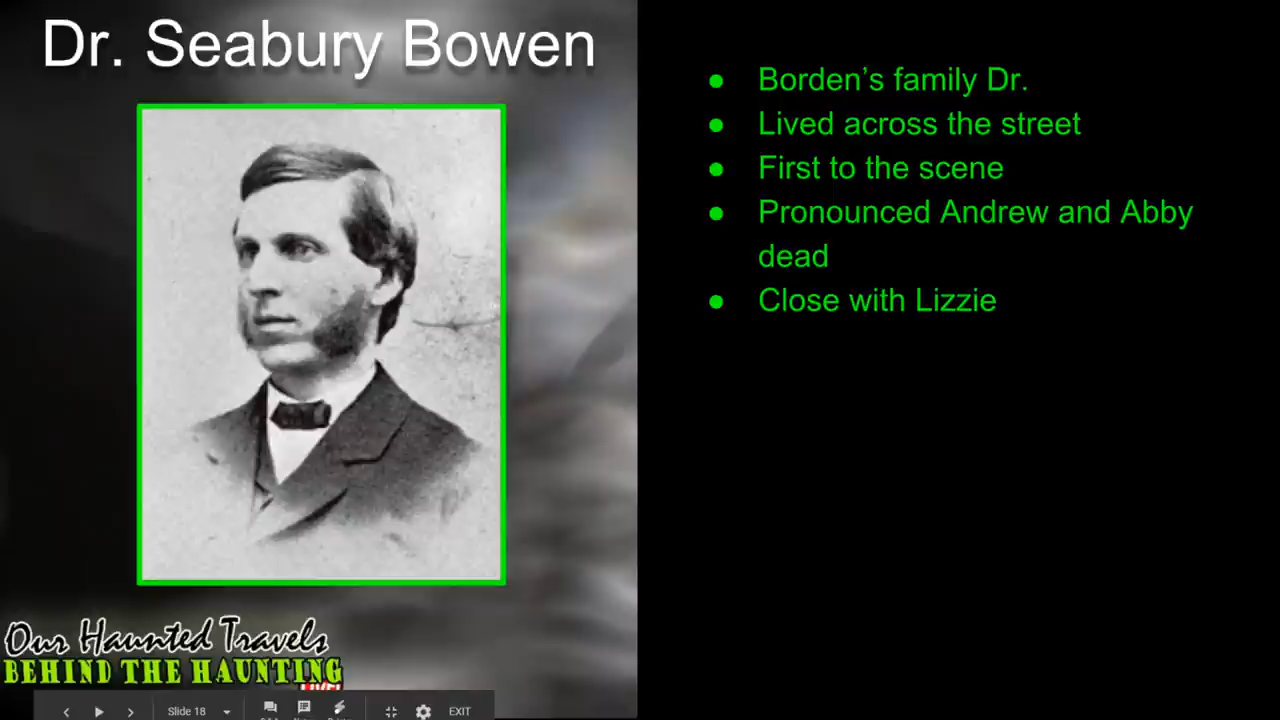 Dr. Seabury Bowen
● Borden’s family Dr.
● Lived across the street
● First to the scene
● Pronounced Andrew and Abby
dead
● Close with Lizzie
Our Haunted Travels
BEHIND THE HAUNTING
Slide 18
EXIT